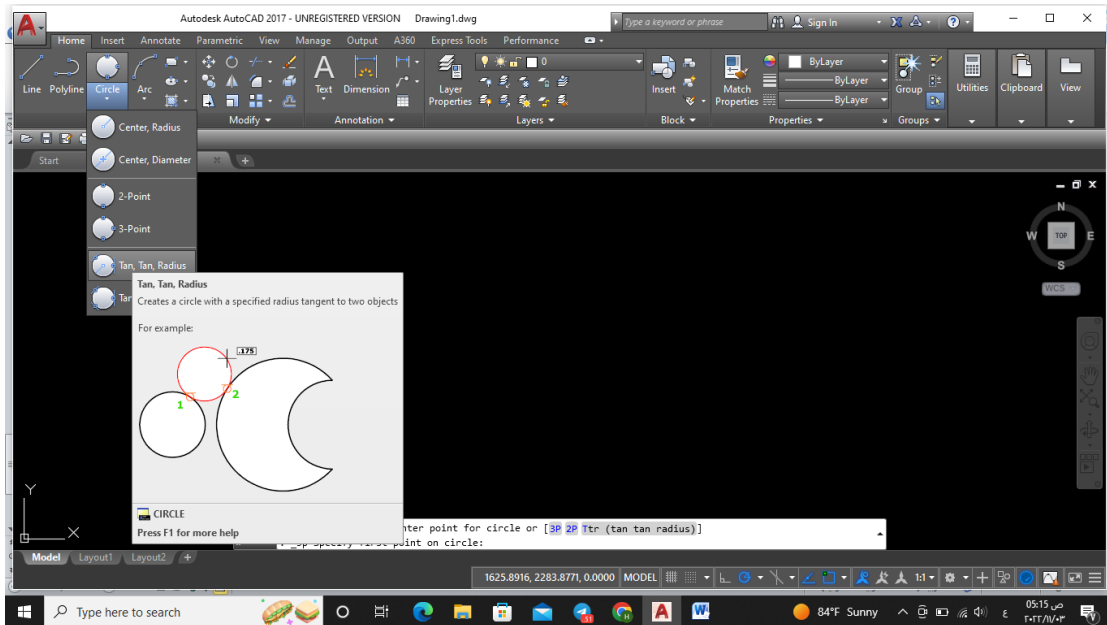 Autodesk AutoCAD 2017 - UNREGISTERED VERSION Drawing1.dwg
Type a keyword or phrase
Sign In
Home Insert Annotate Parametric View Manage Output A360 Express Tools Performance
Line Polyline Circle Arc
Text Dimension
Layer Properties
0
Insert
Match Properties
ByLayer
ByLayer
ByLayer
Group
Utilities
Clipboard
View
Modify
Annotation
Layers
Block
Properties
Groups
Start
Center, Radius
Center, Diameter
2-Point
3-Point
Tan, Tan, Radius
Tan, Tan, Radius
Creates a circle with a specified radius tangent to two objects
For example:
.175
1
2
CIRCLE
Press F1 for more help
N
W TOP E
S
WCS
Y
X
nter point for circle or [3P 2P Ttr (tan tan radius)]
point on circle:
Model Layout1 Layout2 +
1625.8916, 2283.8771, 0.0000 MODEL
1:1
Type here to search
51
84°F Sunny
ع
05:15 ص
٢٠٢٢/١١/٠٣